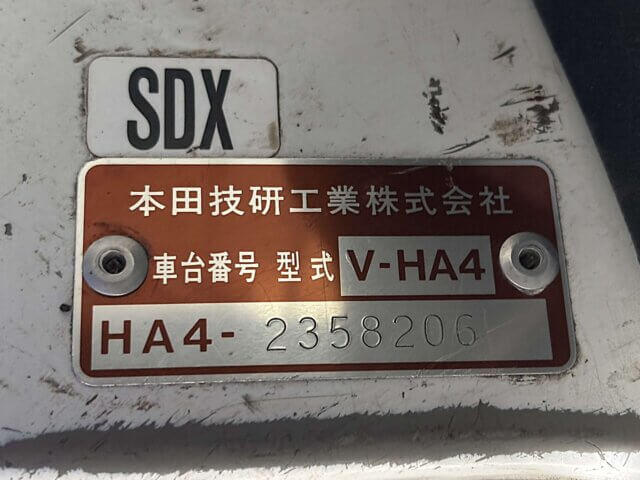 SDX
本田技研工業株式会社
車台番号 型式 V-HA4
HA4- 2358206